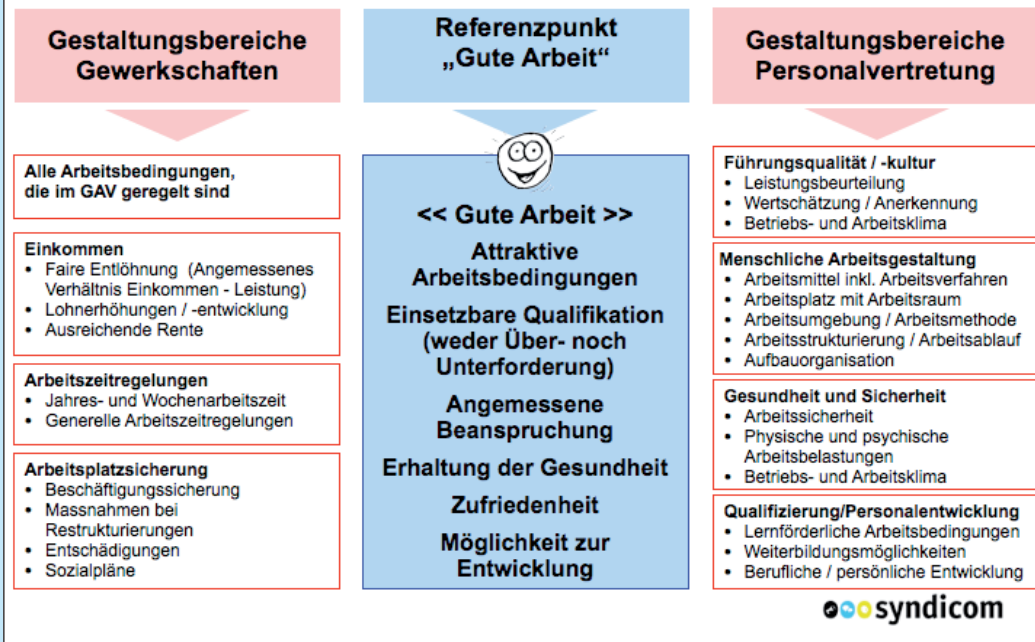 Gestaltungsbereiche
Gewerkschaften
Alle Arbeitsbedingungen,
die im GAV geregelt sind
Einkommen
• Faire Entlöhnung (Angemessenes
Verhältnis Einkommen - Leistung)
• Lohnerhöhungen / -entwicklung
• Ausreichende Rente
Arbeitszeitregelungen
• Jahres- und Wochenarbeitszeit
• Generelle Arbeitszeitregelungen
Arbeitsplatzsicherung
• Beschäftigungssicherung
• Massnahmen bei
Restrukturierungen
• Entschädigungen
• Sozialpläne
Referenzpunkt
„Gute Arbeit“
<< Gute Arbeit >>
Attraktive
Arbeitsbedingungen
Einsetzbare Qualifikation
(weder Über- noch
Unterforderung)
Angemessene
Beanspruchung
Erhaltung der Gesundheit
Zufriedenheit
Möglichkeit zur
Entwicklung
Gestaltungsbereiche
Personalvertretung
Führungsqualität / -kultur
• Leistungsbeurteilung
• Wertschätzung / Anerkennung
• Betriebs- und Arbeitsklima
Menschliche Arbeitsgestaltung
• Arbeitsmittel inkl. Arbeitsverfahren
• Arbeitsplatz mit Arbeitsraum
• Arbeitsumgebung / Arbeitsmethode
• Arbeitsstrukturierung / Arbeitsablauf
• Aufbauorganisation
Gesundheit und Sicherheit
• Arbeitssicherheit
• Physische und psychische
Arbeitsbelastungen
• Betriebs- und Arbeitsklima
Qualifizierung/Personalentwicklung
• Lernförderliche Arbeitsbedingungen
• Weiterbildungsmöglichkeiten
• Berufliche / persönliche Entwicklung
syndicom